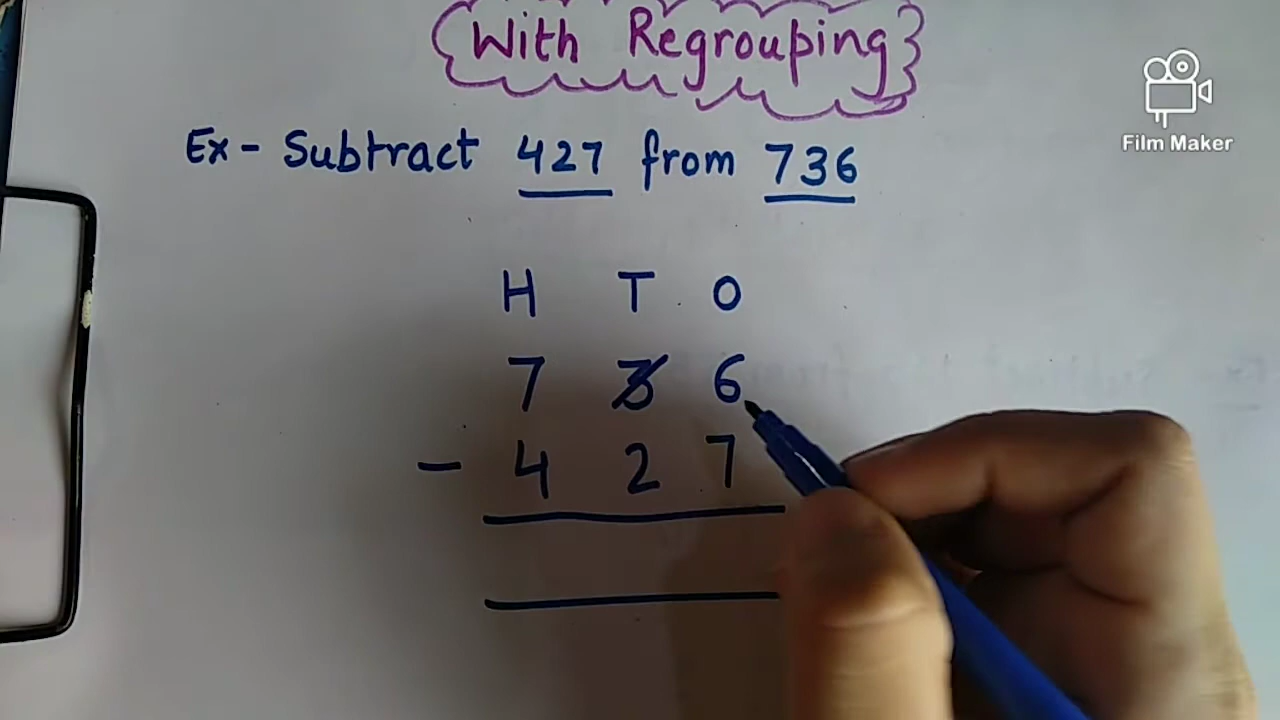 With Regrouping
Film Maker
Ex- Subtract 427 from 736
H T O
7 3 6
- 4 2 7